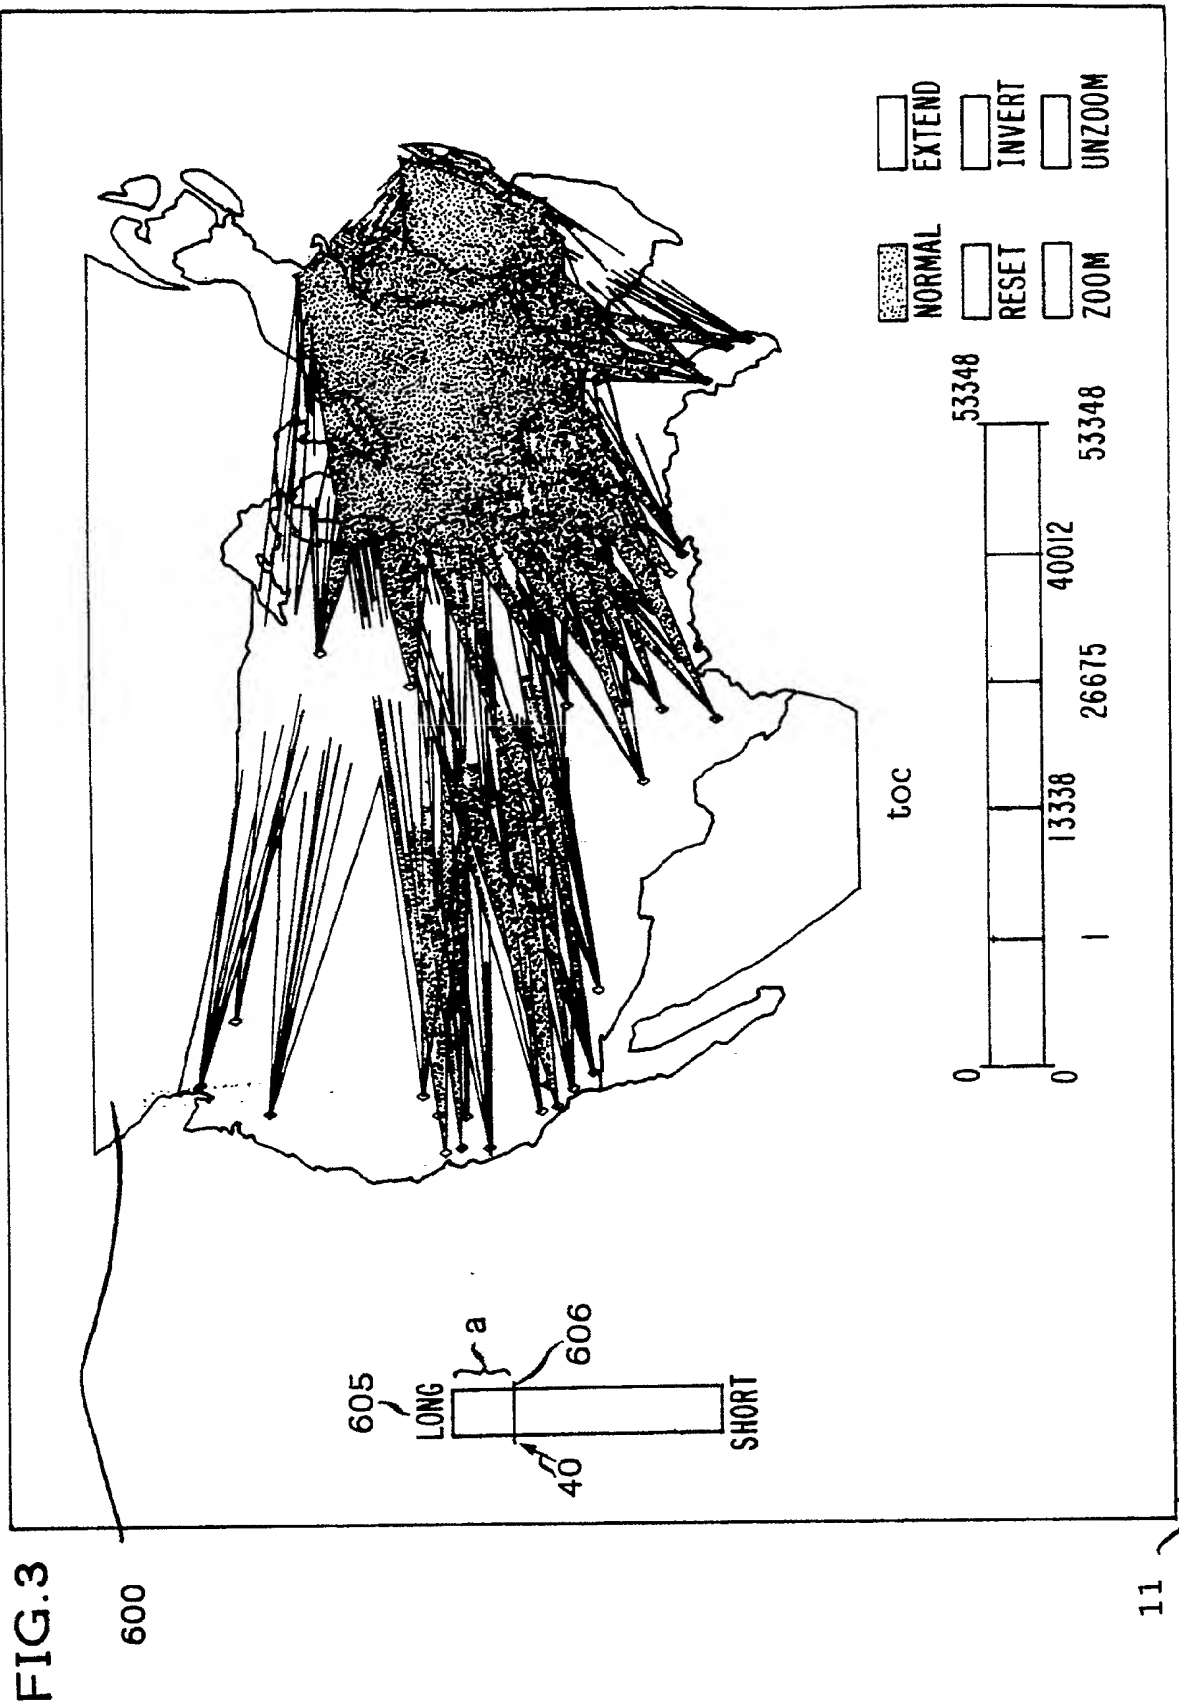 FIG.3
600
605
LONG
a
606
40
SHORT
toc
0
53348
0
1
13338
26675
40012
53348
NORMAL
EXTEND
RESET
INVERT
ZOOM
UNZOOM
11